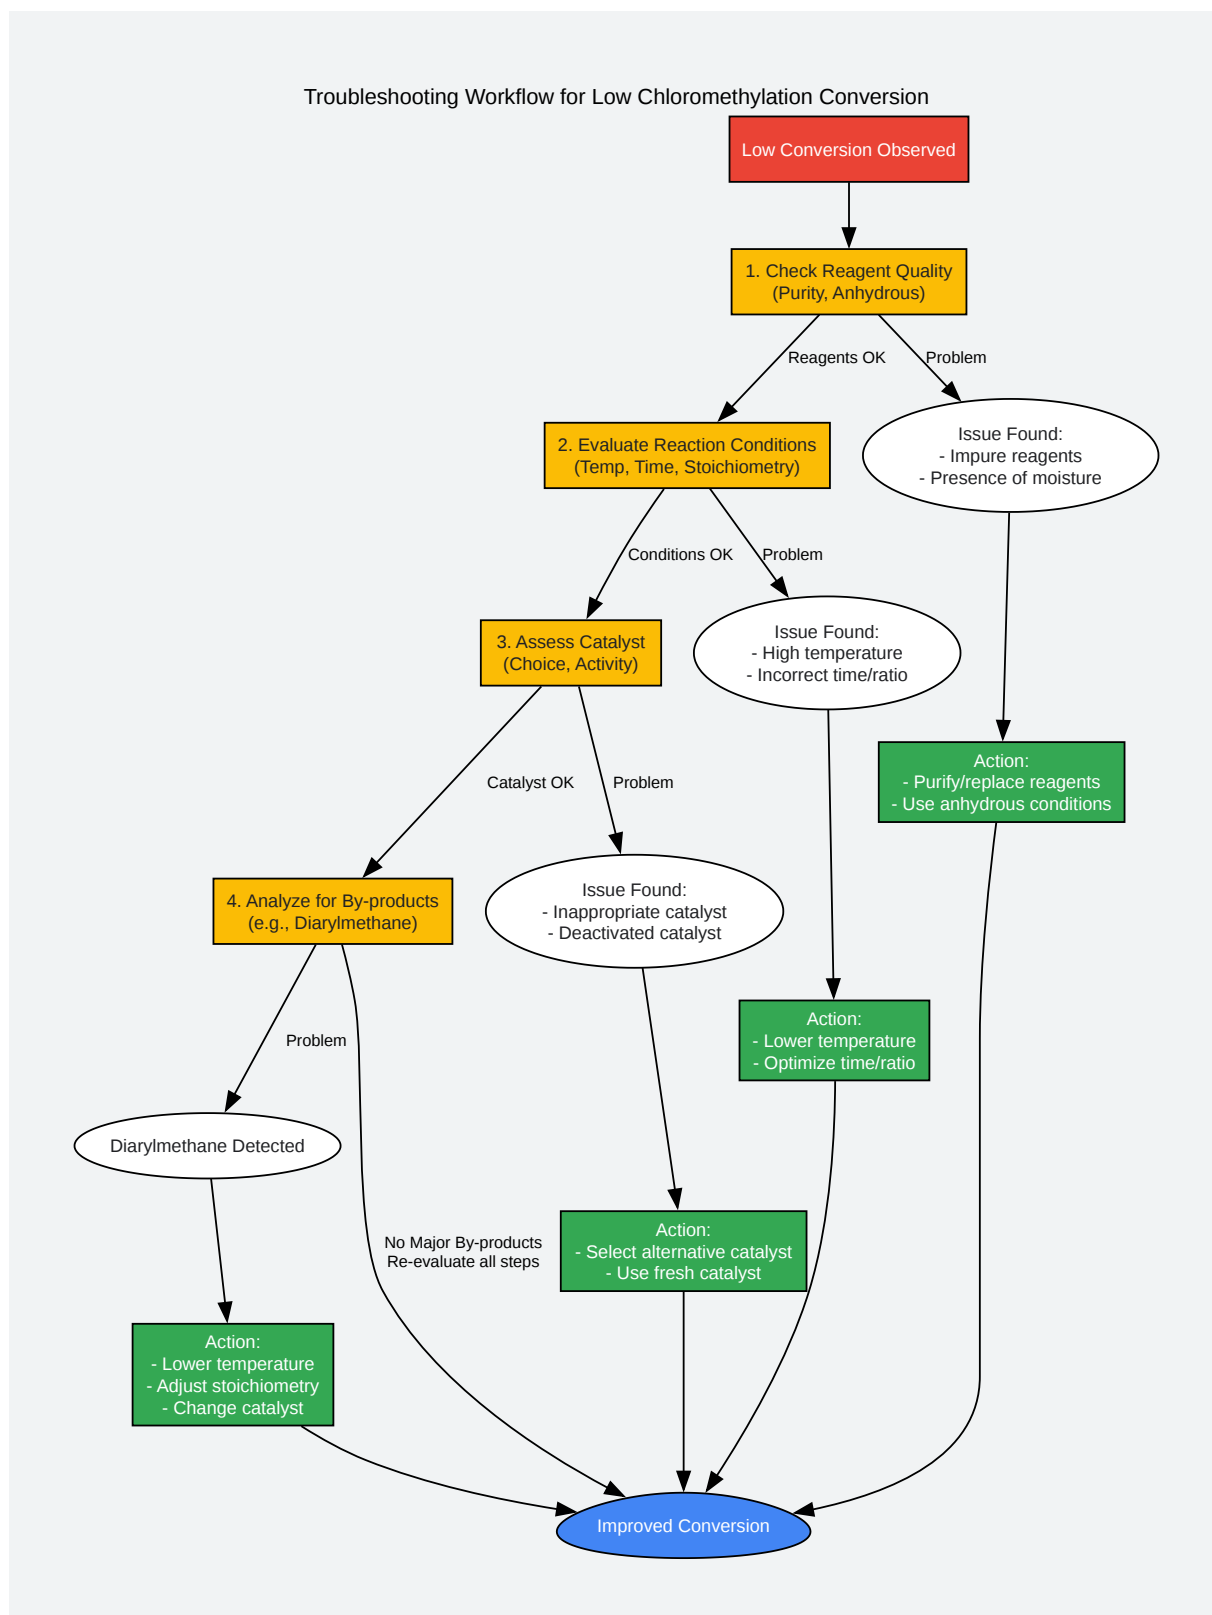 Troubleshooting Workflow for Low Chloromethylation Conversion
Low Conversion Observed
1. Check Reagent Quality
(Purity, Anhydrous)
Reagents OK
Problem
Issue Found:
- Impure reagents
- Presence of moisture
2. Evaluate Reaction Conditions
(Temp, Time, Stoichiometry)
Conditions OK
Problem
Issue Found:
- High temperature
- Incorrect time/ratio
3. Assess Catalyst
(Choice, Activity)
Action:
- Purify/replace reagents
- Use anhydrous conditions
Catalyst OK
Problem
Issue Found:
- Inappropriate catalyst
- Deactivated catalyst
4. Analyze for By-products
(e.g., Diarylmethane)
Action:
- Lower temperature
- Optimize time/ratio
Problem
Diarylmethane Detected
No Major By-products
Re-evaluate all steps
Action:
- Select alternative catalyst
- Use fresh catalyst
Action:
- Lower temperature
- Adjust stoichiometry
- Change catalyst
Improved Conversion